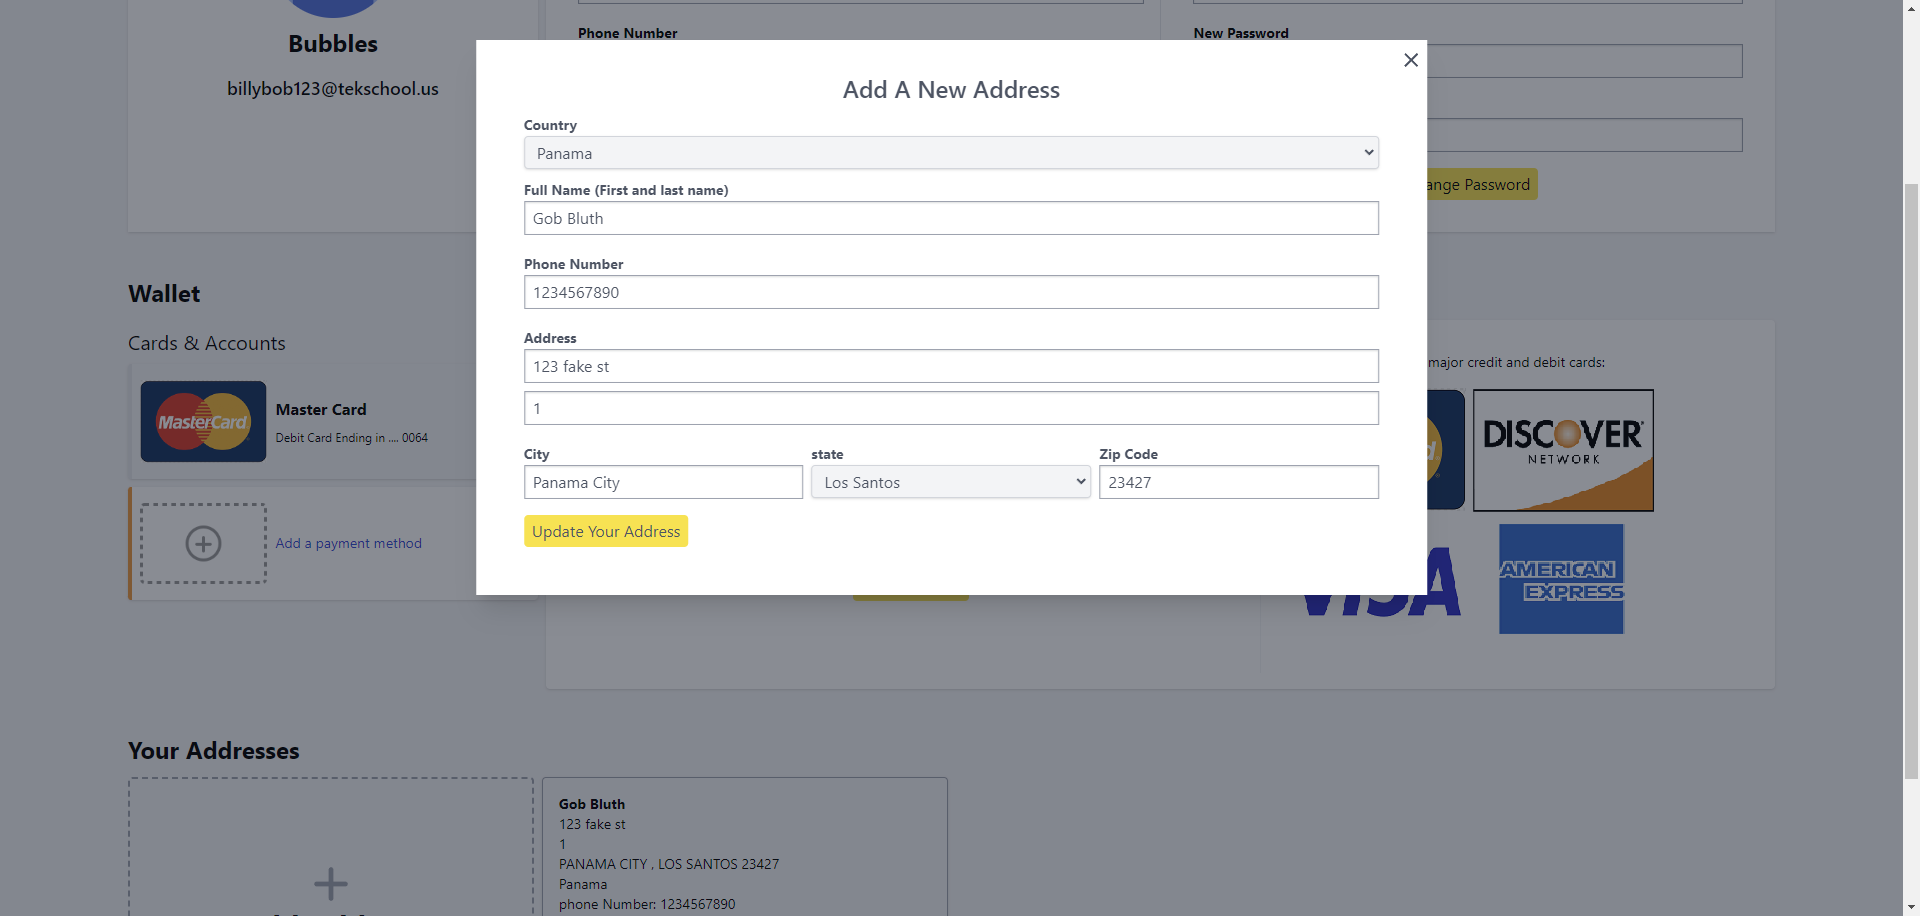 Bubbles
billybob123@tekschool.us
Phone Number
New Password
ange Password
Add A New Address
Country
Panama
Full Name (First and last name)
Gob Bluth
Phone Number
1234567890
Address
123 fake st
1
City
state
Zip Code
Panama City
Los Santos
23427
Update Your Address
Wallet
Cards & Accounts
MasterCard
Master Card
Debit Card Ending in .... 0064
Add a payment method
major credit and debit cards:
d
DISCOVER
NETWORK
VISA
AMERICAN
EXPRESS
Your Addresses
Gob Bluth
123 fake st
1
PANAMA CITY , LOS SANTOS 23427
Panama
phone Number: 1234567890